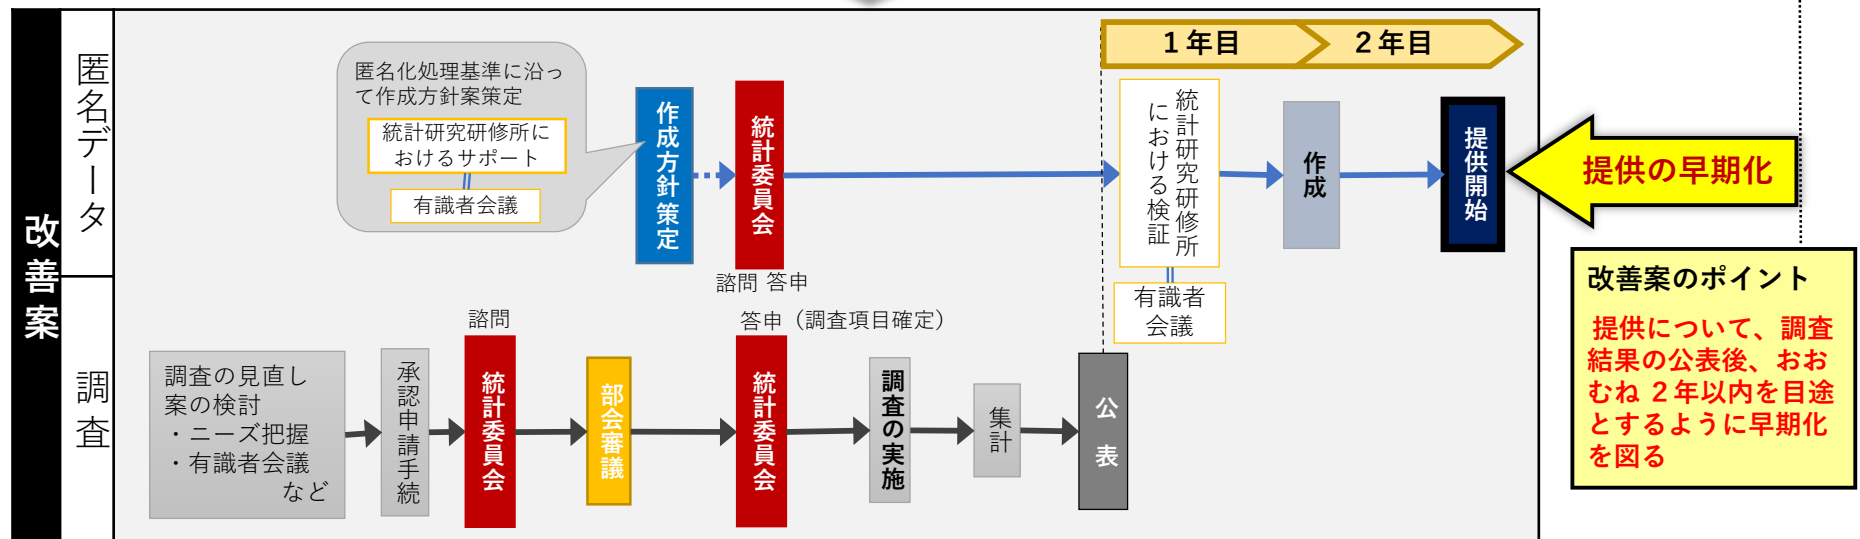 改善案
匿名データ
匿名化処理基準に沿っ
て作成方針案策定
統計研究研修所に
おけるサポート
有識者会議
作成方針 策定
統計委員会
諮問 答申
1年目
2年目
統計研究研修所
における検証
有識者
会議
作成
提供開始
提供の早期化
調査
調査の見直し
案の検討
・ニーズ把握
・有識者会議
など
承認申請手続
諮問
統計委員会
部会審議
答申（調査項目確定）
統計委員会
調査の実施
集計
公表
改善案のポイント
提供について、調査
結果の公表後、おお
むね 2年以内を目途
とするように早期化
を図る